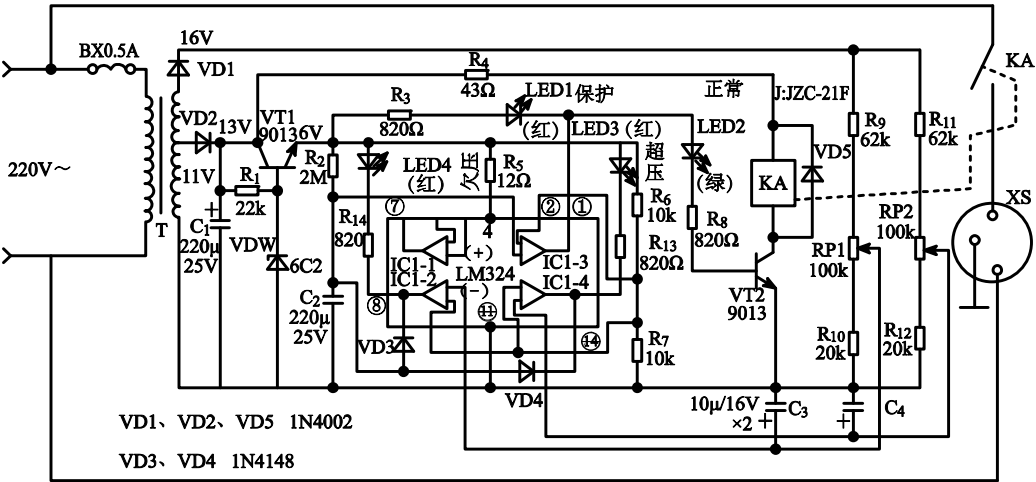 BX0.5A
16V
VD1
R4
43Ω
正常
KA
J:JZC-21F
VD2
13V
VT1
9013
6V
R3
820Ω
LED1 保护
(红)
LED3 (红)
LED2
(绿)
R9
62k
R11
62k
220V~
11V
R1
22k
R2
2M
LED4
(红)
欠压
R5
12Ω
超压
R6
10k
VD5
KA
XS
T
C1
220μ
25V
+
VDW
6C2
R14
820
⑦
4
(+)
②
①
IC1-1
IC1-2
LM324
(−)
IC1-3
IC1-4
R13
820Ω
R8
820Ω
RP1
100k
RP2
100k
VT2
9013
C2
220μ
25V
⑧
⑪
⑭
VD3
VD4
R7
10k
R10
20k
R12
20k
10μ/16V
×2
+
C3
+
C4
VD1、VD2、VD5 1N4002
VD3、VD4 1N4148